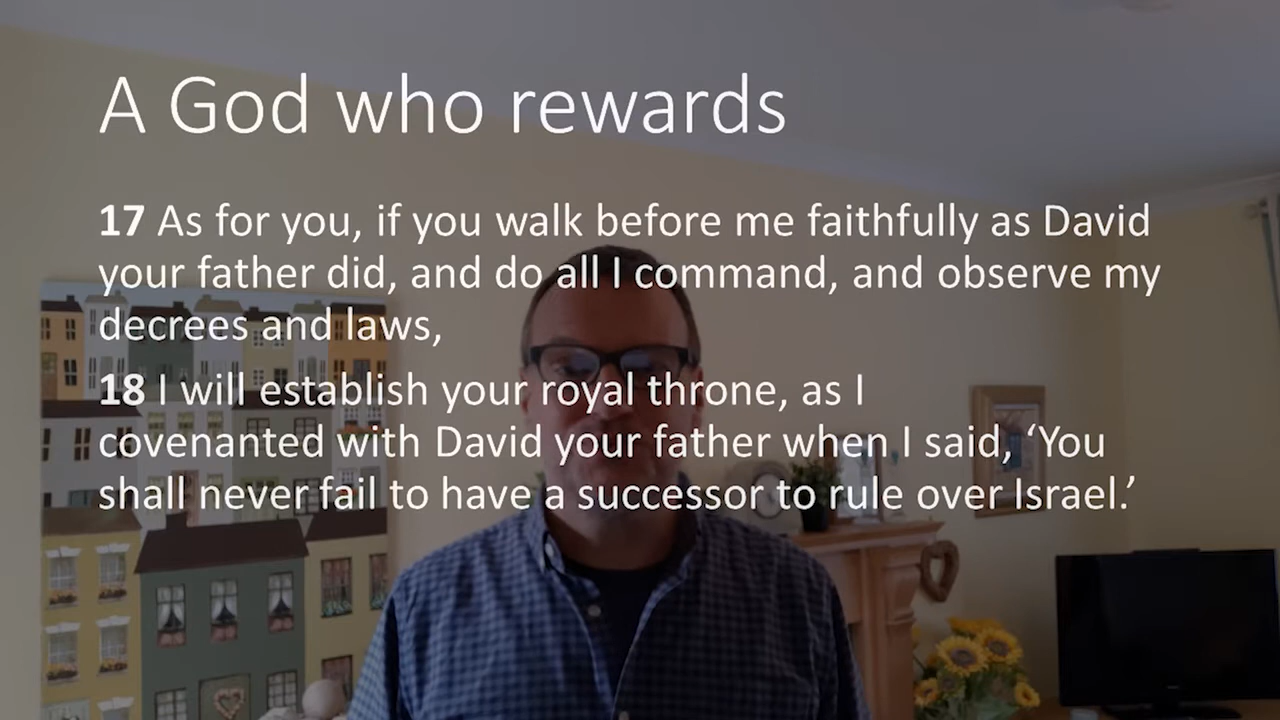 A God who rewards
17 As for you, if you walk before me faithfully as David
your father did, and do all I command, and observe my
decrees and laws,
18 I will establish your royal throne, as I
covenanted with David your father when I said, ‘You
shall never fail to have a successor to rule over Israel.’